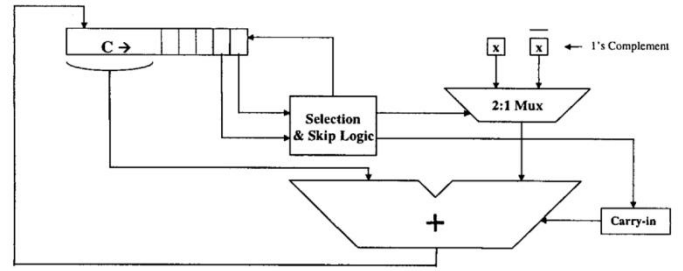 C →
x
x̅
← 1's Complement
2:1 Mux
Selection
& Skip Logic
+
Carry-in